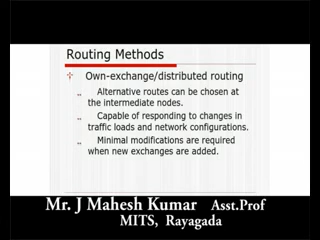 Routing Methods
† Own-exchange/distributed routing
„ Alternative routes can be chosen at
the intermediate nodes.
„ Capable of responding to changes in
traffic loads and network configurations.
„ Minimal modifications are required
when new exchanges are added.
Mr. J Mahesh Kumar Asst.Prof
MITS, Rayagada